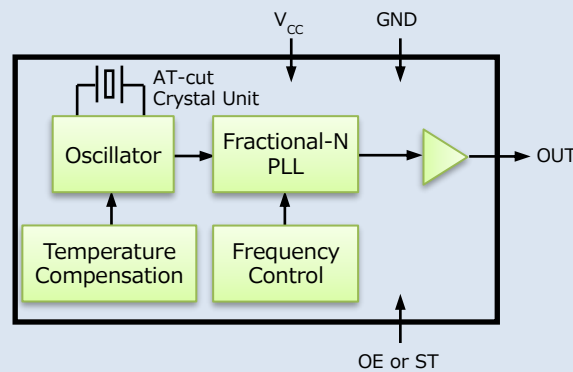 V_CC
GND
AT-cut
Crystal Unit
Oscillator
Fractional-N
PLL
OUT
Temperature
Compensation
Frequency
Control
OE or ST